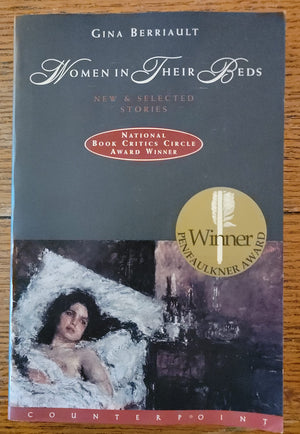 GINA BERRIAULT
WOMEN IN THEIR BEDS
NEW & SELECTED
STORIES
NATIONAL
BOOK CRITICS CIRCLE
AWARD WINNER
Winner
PEN/FAULKNER AWARD
COUNTERPOINT